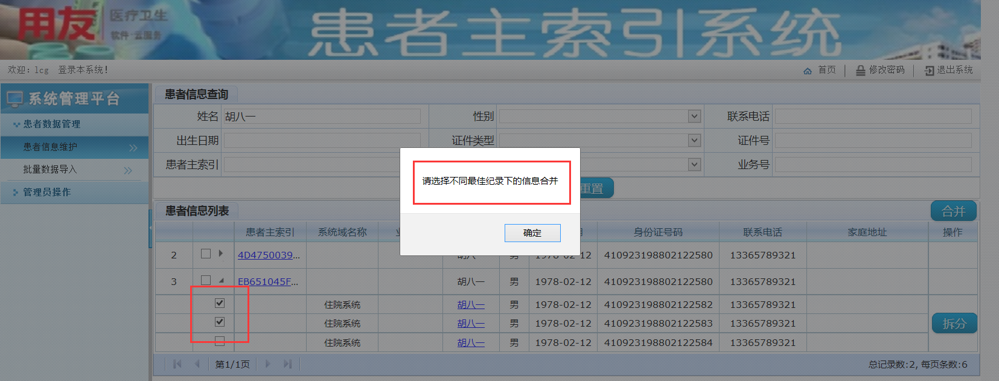 用友 医疗卫生
软件·云服务
患者主索引系统
欢迎：lcg 登录本系统！
首页 修改密码 退出系统
系统管理平台
患者数据管理
患者信息维护
批量数据导入
管理员操作
患者信息查询
姓名 胡八一 性别 联系电话
出生日期 证件类型 证件号
患者主索引 业务号
重置
请选择不同最佳纪录下的信息合并
确定
患者信息列表 合并
患者主索引 系统域名称 身份证号码 联系电话 家庭地址 操作
2 4D4750039... 男 1978-02-12 410923198802122580 13365789321
3 EB651045F... 胡八一 男 1978-02-12 410923198802122580 13365789321
住院系统 胡八一 男 1978-02-12 410923198802122582 13365789321
住院系统 胡八一 男 1978-02-12 410923198802122583 13365789321
拆分
住院系统 胡八一 男 1978-02-12 410923198802122584 13365789321
第1/1页 总记录数:2, 每页条数:6